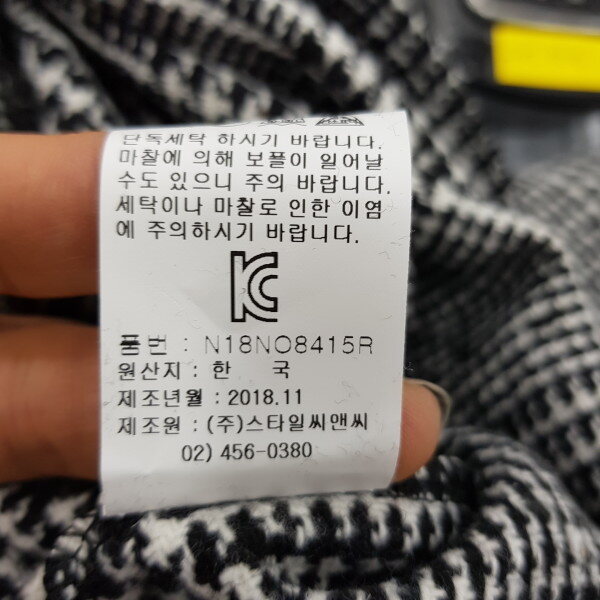 단독세탁 하시기 바랍니다.
마찰에 의해 보풀이 일어날
수도 있으니 주의 바랍니다.
세탁이나 마찰로 인한 이염
에 주의하시기 바랍니다.
KC
품번 : N18NO8415R
원산지 : 한 국
제조년월 : 2018.11
제조원 : (주)스타일씨앤씨
02) 456-0380